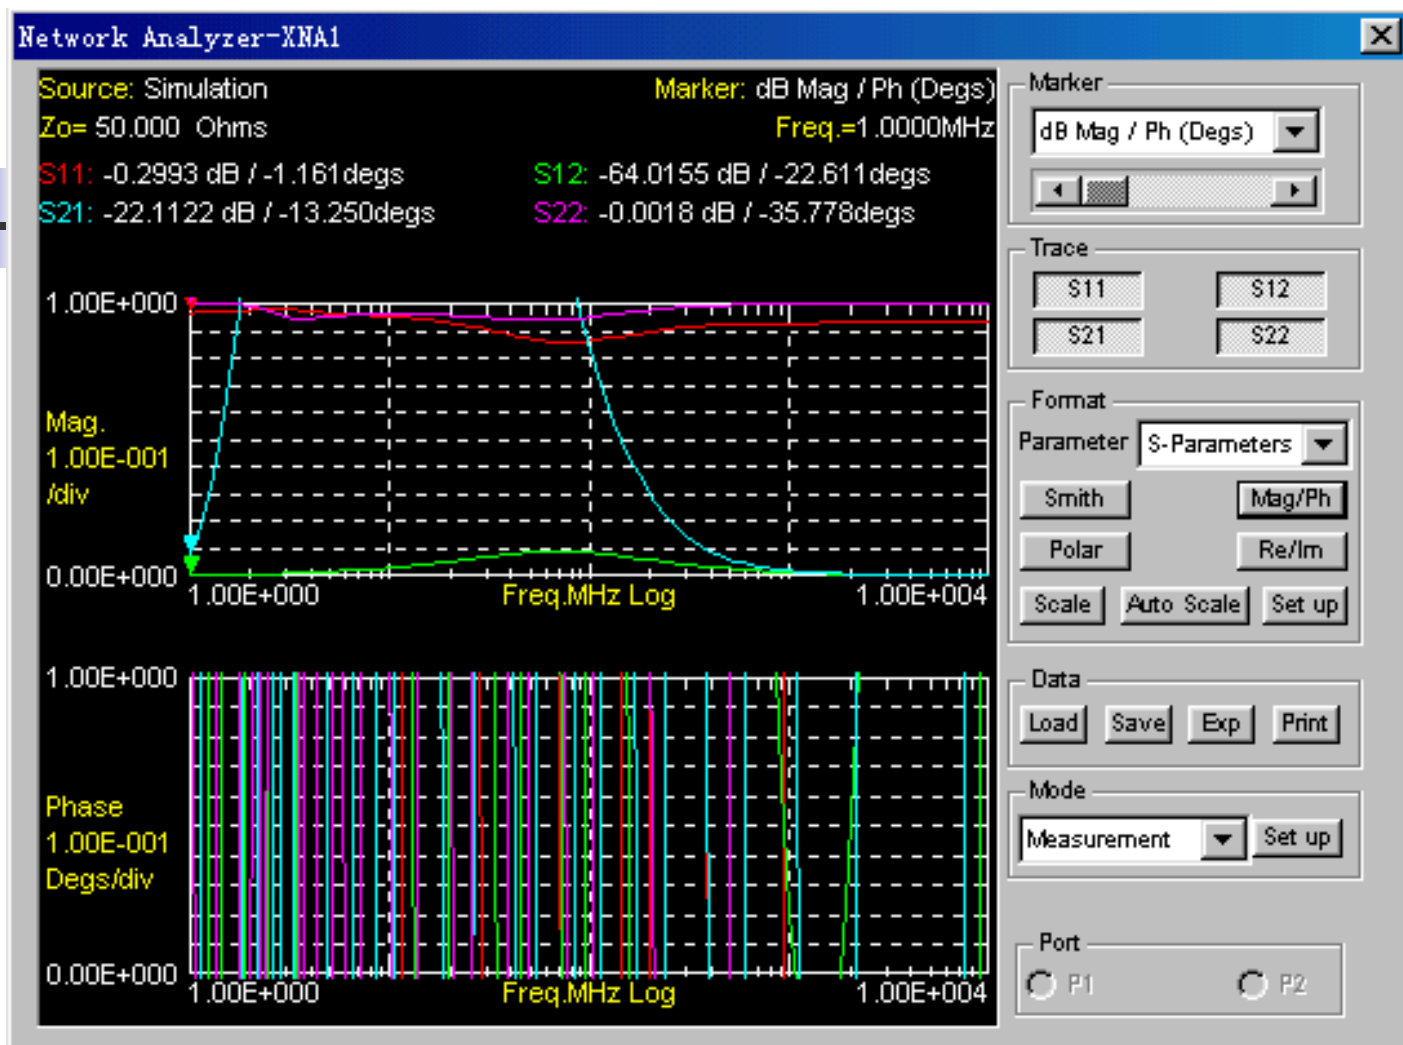 Network Analyzer-XNA1
Source: Simulation
Marker: dB Mag / Ph (Degs)
Zo= 50.000 Ohms
Freq.=1.0000MHz
S11: -0.2993 dB / -1.161degs
S12: -64.0155 dB / -22.611degs
S21: -22.1122 dB / -13.250degs
S22: -0.0018 dB / -35.778degs
1.00E+000
Mag.
1.00E-001
/div
0.00E+000
1.00E+000
Freq.MHz Log
1.00E+004
1.00E+000
Phase
1.00E-001
Degs/div
0.00E+000
1.00E+000
Freq.MHz Log
1.00E+004
Marker
dB Mag / Ph (Degs)
Trace
S11
S12
S21
S22
Format
Parameter
S-Parameters
Smith
Mag/Ph
Polar
Re/Im
Scale
Auto Scale
Set up
Data
Load
Save
Exp
Print
Mode
Measurement
Set up
Port
P1
P2